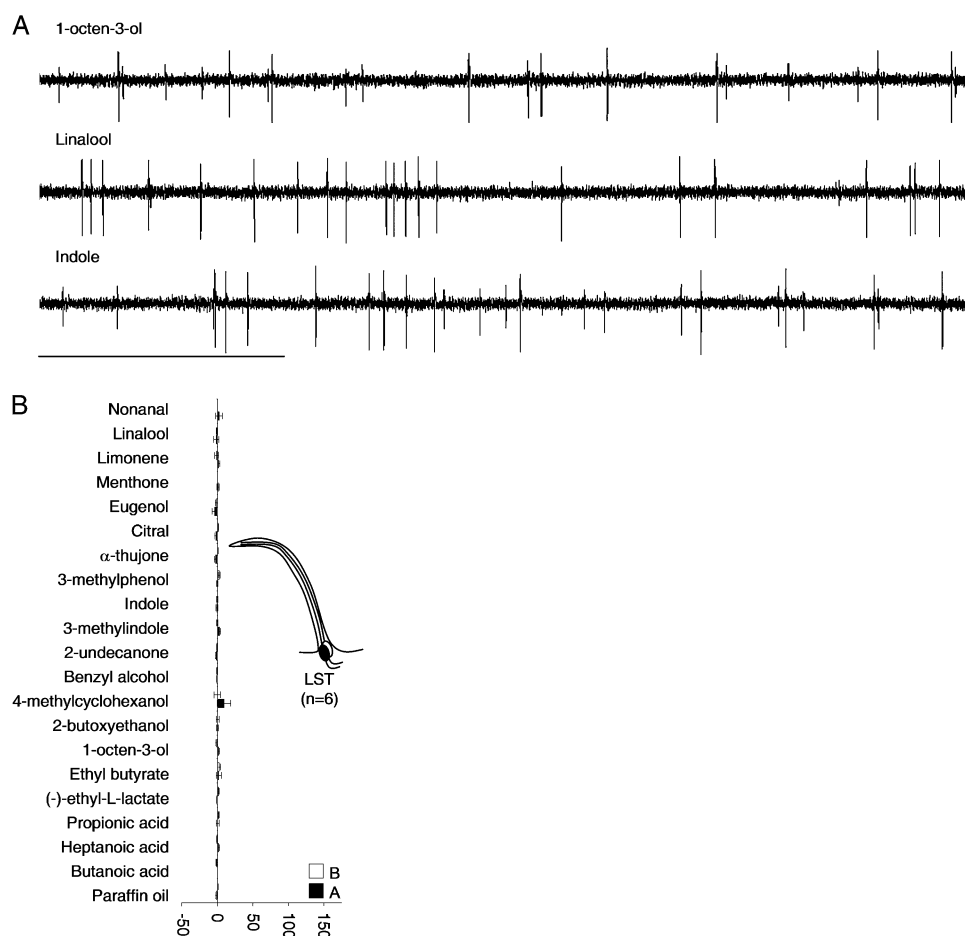 A
1-octen-3-ol
Linalool
Indole
B
Nonanal
Linalool
Limonene
Menthone
Eugenol
Citral
α-thujone
3-methylphenol
Indole
3-methylindole
2-undecanone
Benzyl alcohol
4-methylcyclohexanol
2-butoxyethanol
1-octen-3-ol
Ethyl butyrate
(-)-ethyl-L-lactate
Propionic acid
Heptanoic acid
Butanoic acid
Paraffin oil
LST
(n=6)
B
A
-50 0 50 100 150